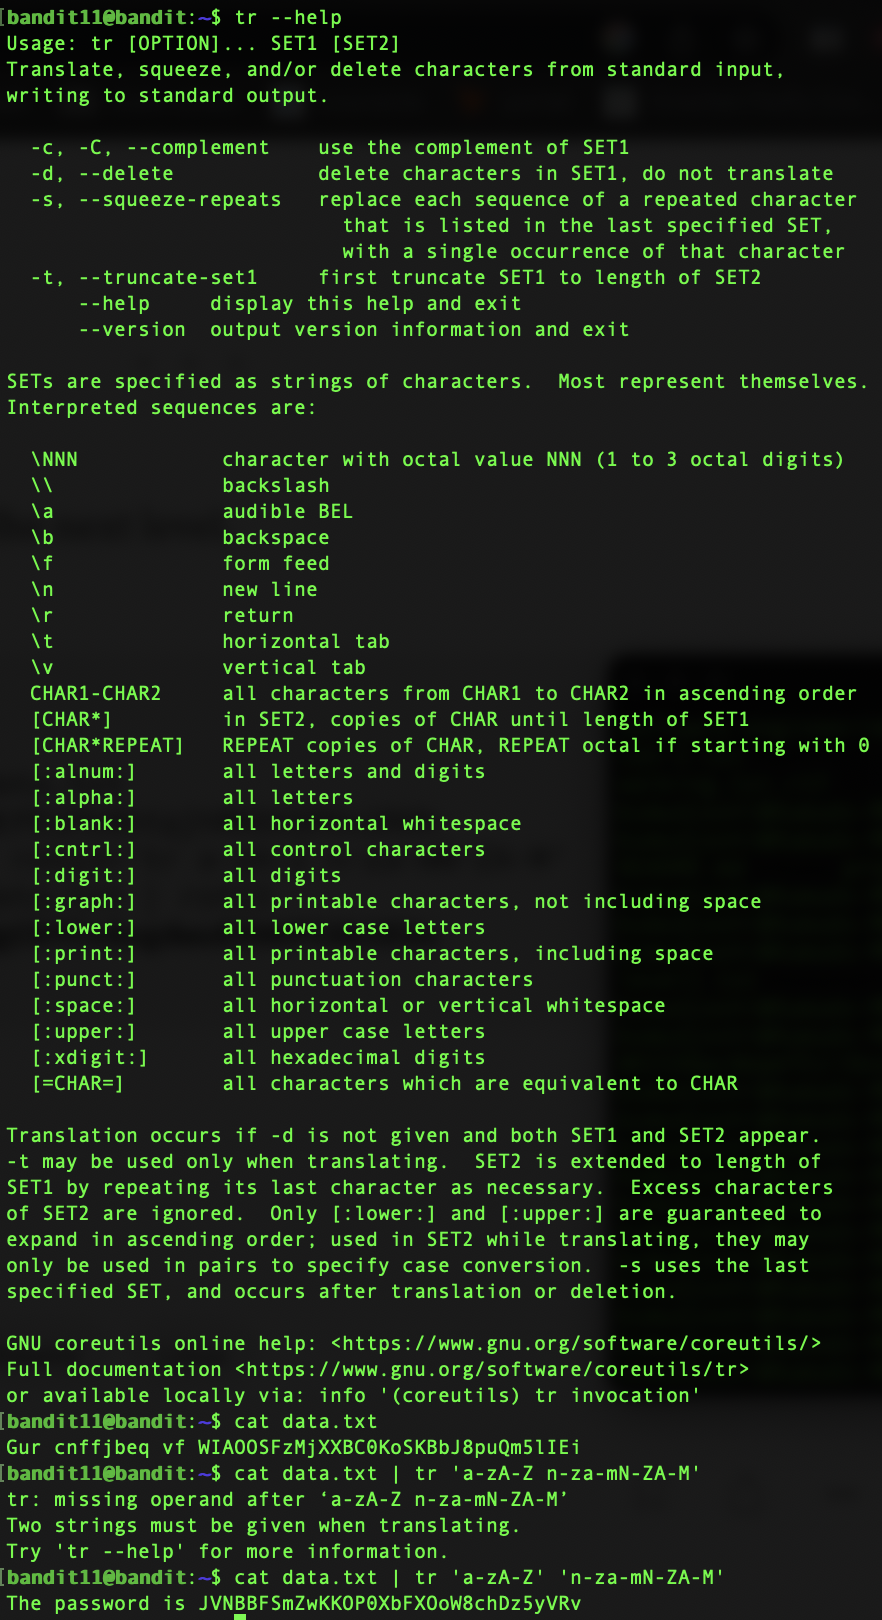 [bandit11@bandit:~$ tr --help
Usage: tr [OPTION]... SET1 [SET2]
Translate, squeeze, and/or delete characters from standard input,
writing to standard output.
-c, -C, --complement    use the complement of SET1
-d, --delete            delete characters in SET1, do not translate
-s, --squeeze-repeats   replace each sequence of a repeated character
that is listed in the last specified SET,
with a single occurrence of that character
-t, --truncate-set1     first truncate SET1 to length of SET2
--help     display this help and exit
--version  output version information and exit
SETs are specified as strings of characters.  Most represent themselves.
Interpreted sequences are:
\NNN            character with octal value NNN (1 to 3 octal digits)
\\              backslash
\a              audible BEL
\b              backspace
\f              form feed
\n              new line
\r              return
\t              horizontal tab
\v              vertical tab
CHAR1-CHAR2     all characters from CHAR1 to CHAR2 in ascending order
[CHAR*]         in SET2, copies of CHAR until length of SET1
[CHAR*REPEAT]   REPEAT copies of CHAR, REPEAT octal if starting with 0
[:alnum:]       all letters and digits
[:alpha:]       all letters
[:blank:]       all horizontal whitespace
[:cntrl:]       all control characters
[:digit:]       all digits
[:graph:]       all printable characters, not including space
[:lower:]       all lower case letters
[:print:]       all printable characters, including space
[:punct:]       all punctuation characters
[:space:]       all horizontal or vertical whitespace
[:upper:]       all upper case letters
[:xdigit:]      all hexadecimal digits
[=CHAR=]        all characters which are equivalent to CHAR
Translation occurs if -d is not given and both SET1 and SET2 appear.
-t may be used only when translating.  SET2 is extended to length of
SET1 by repeating its last character as necessary.  Excess characters
of SET2 are ignored.  Only [:lower:] and [:upper:] are guaranteed to
expand in ascending order; used in SET2 while translating, they may
only be used in pairs to specify case conversion.  -s uses the last
specified SET, and occurs after translation or deletion.
GNU coreutils online help: <https://www.gnu.org/software/coreutils/>
Full documentation <https://www.gnu.org/software/coreutils/tr>
or available locally via: info '(coreutils) tr invocation'
[bandit11@bandit:~$ cat data.txt
Gur cnffjbeq vf WIAOOSFzMjXXBC0KoSKBbJ8puQm5lIEi
[bandit11@bandit:~$ cat data.txt | tr 'a-zA-Z n-za-mN-ZA-M'
tr: missing operand after ‘a-zA-Z n-za-mN-ZA-M’
Two strings must be given when translating.
Try 'tr --help' for more information.
[bandit11@bandit:~$ cat data.txt | tr 'a-zA-Z' 'n-za-mN-ZA-M'
The password is JVNBBFSmZwKKOP0XbFXOoW8chDz5yVRv